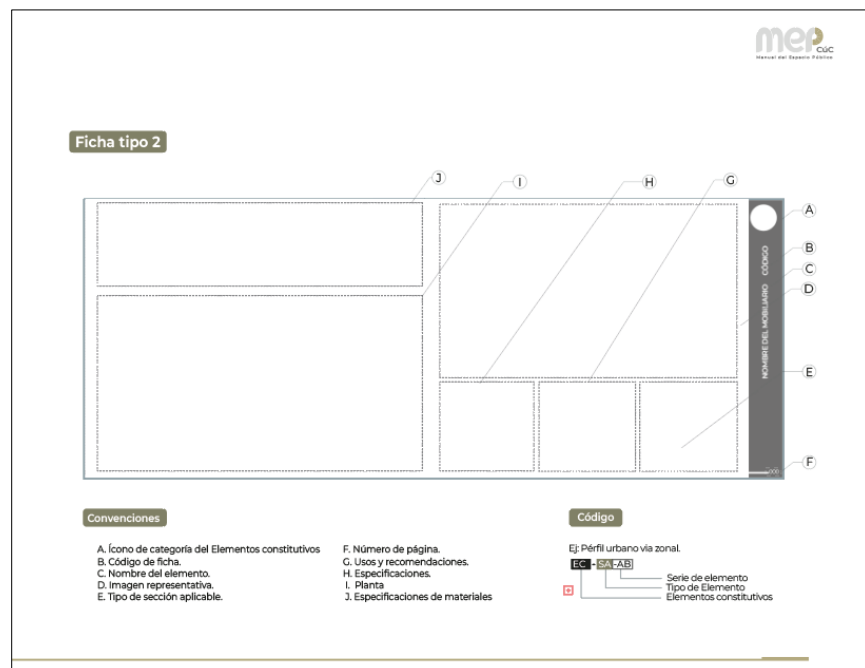 mep
CÚC
Manual del Espacio Público
Ficha tipo 2
J
I
H
G
A
B
C
D
E
F
CÓDIGO
NOMBRE DEL MOBILIARIO
Convenciones
A. Ícono de categoría del Elementos constitutivos
B. Código de ficha.
C. Nombre del elemento.
D. Imagen representativa.
E. Tipo de sección aplicable.
F. Número de página.
G. Usos y recomendaciones.
H. Especificaciones.
I. Planta
J. Especificaciones de materiales
Código
Ej: Pérfil urbano via zonal.
EC - SA -AB
Serie de elemento
Tipo de Elemento
Elementos constitutivos